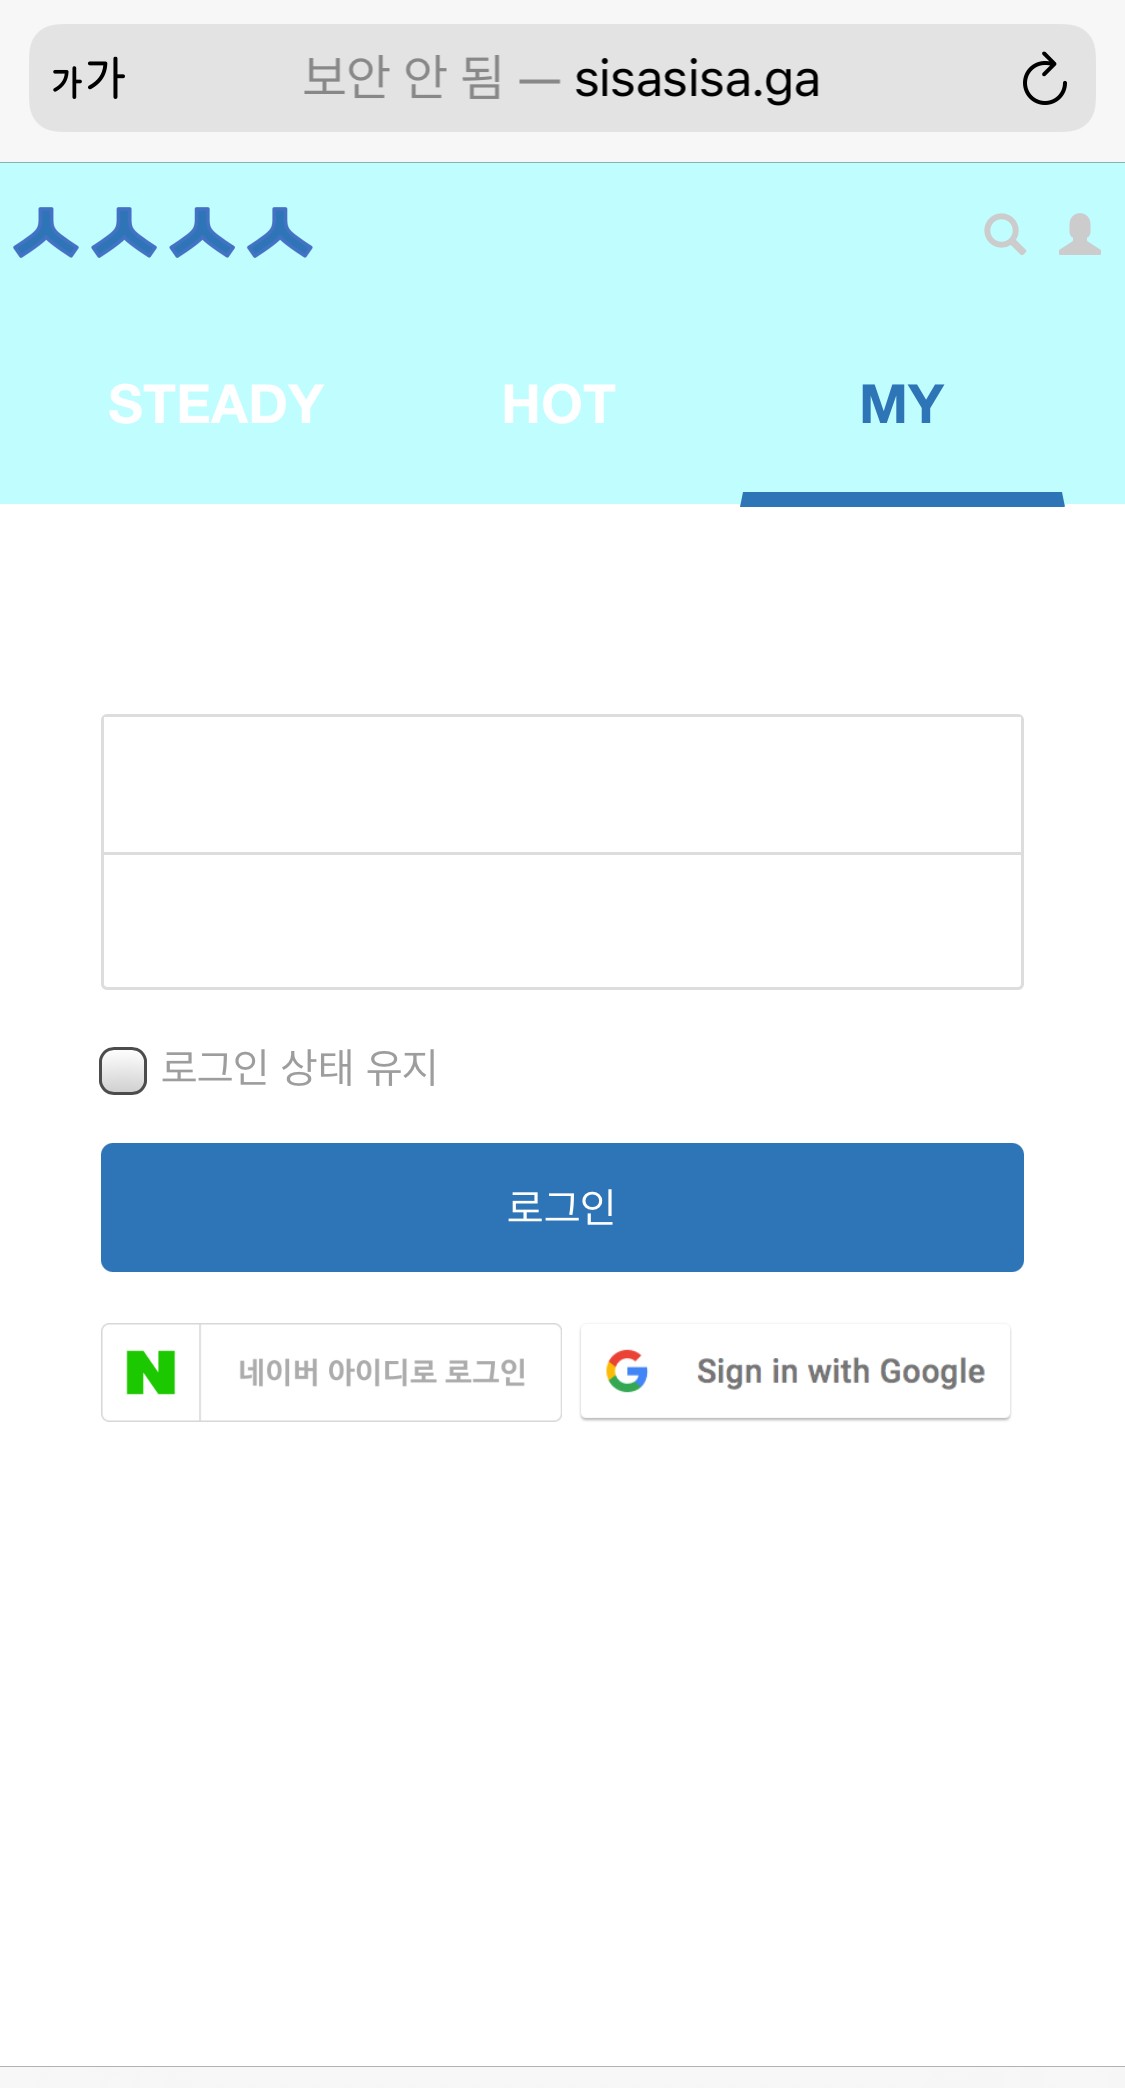 가가 보안 안 됨 — sisasisa.ga
ㅅㅅㅅㅅ
STEADY HOT MY
로그인 상태 유지
로그인
N 네이버 아이디로 로그인 G Sign in with Google